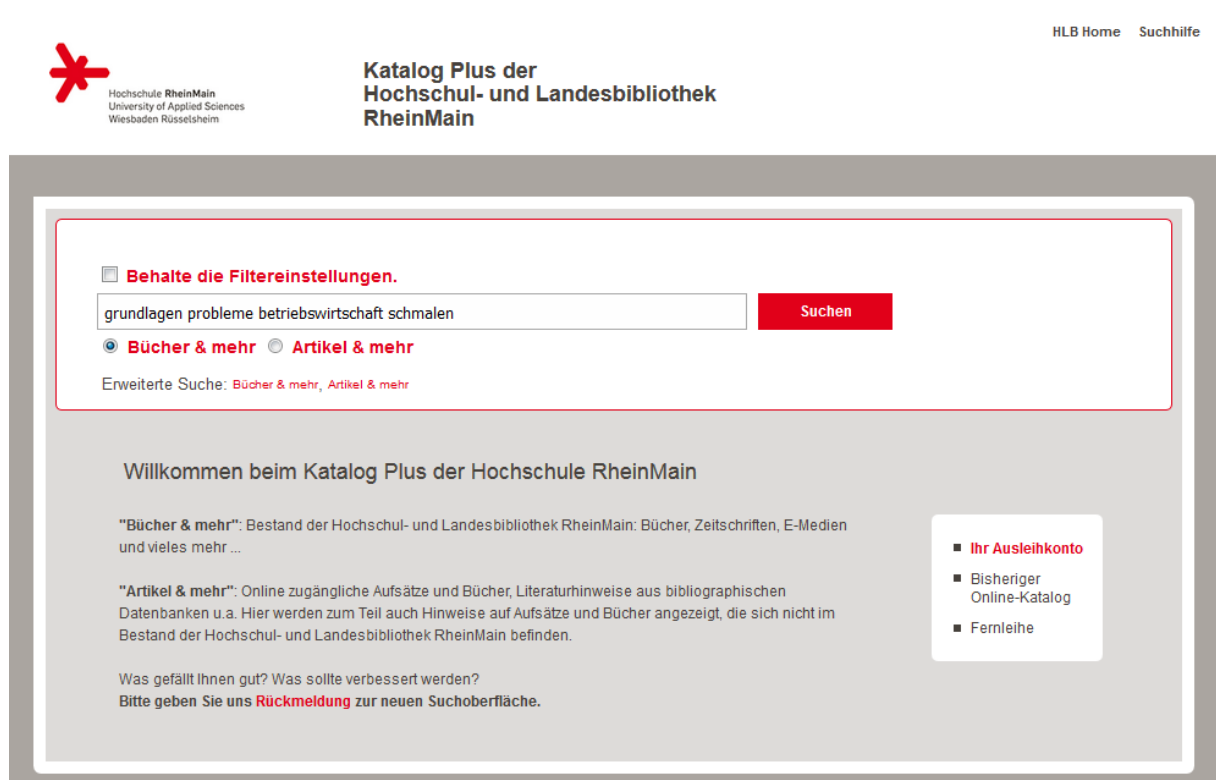 HLB Home Suchhilfe
Hochschule RheinMain
University of Applied Sciences
Wiesbaden Rüsselsheim
Katalog Plus der
Hochschul- und Landesbibliothek
RheinMain
Behalte die Filtereinstellungen.
grundlagen probleme betriebswirtschaft schmalen
Suchen
Bücher & mehr Artikel & mehr
Erweiterte Suche: Bücher & mehr, Artikel & mehr
Willkommen beim Katalog Plus der Hochschule RheinMain
"Bücher & mehr": Bestand der Hochschul- und Landesbibliothek RheinMain: Bücher, Zeitschriften, E-Medien
und vieles mehr ...
"Artikel & mehr": Online zugängliche Aufsätze und Bücher, Literaturhinweise aus bibliographischen
Datenbanken u.a. Hier werden zum Teil auch Hinweise auf Aufsätze und Bücher angezeigt, die sich nicht im
Bestand der Hochschul- und Landesbibliothek RheinMain befinden.
Was gefällt Ihnen gut? Was sollte verbessert werden?
Bitte geben Sie uns Rückmeldung zur neuen Suchoberfläche.
Ihr Ausleihkonto
Bisheriger
Online-Katalog
Fernleihe